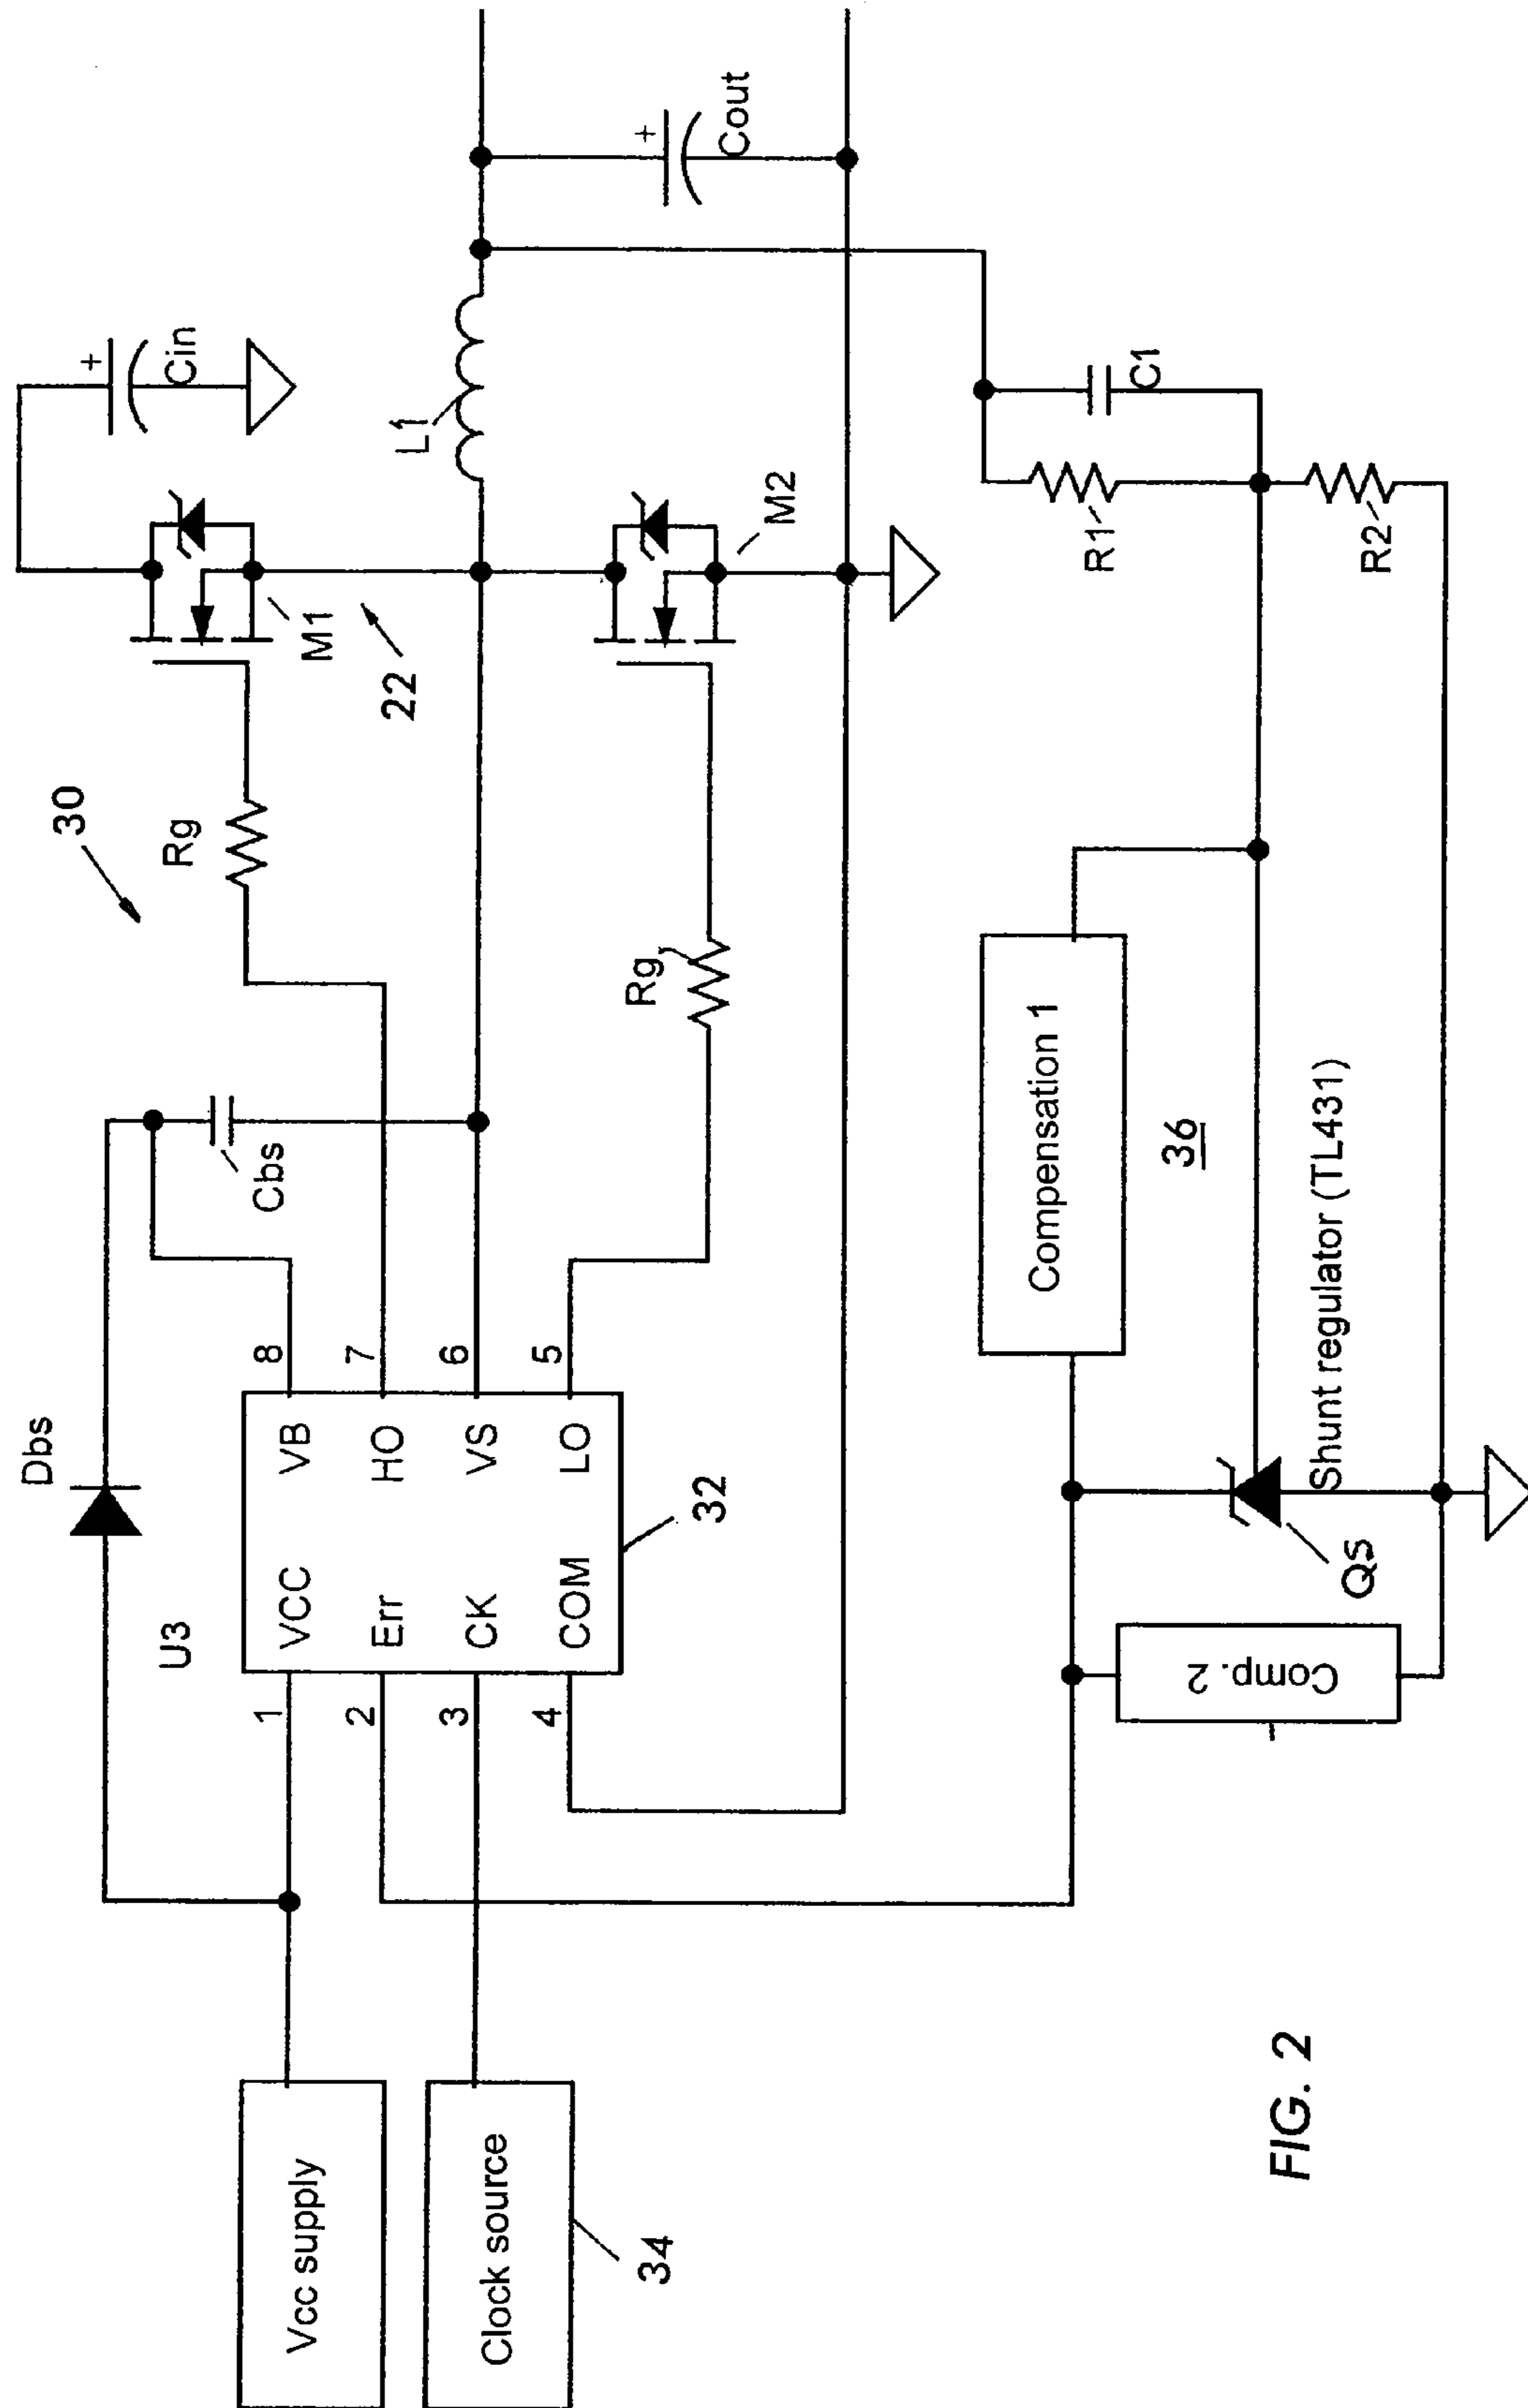 Cin
+
Cout
+
L1
M1
22
M2
C1
R1
R2
30
Rg
Rg
Cbs
Compensation 1
36
Shunt regulator (TL431)
Dbs
U3
8
7
6
5
VB
HO
VS
LO
VCC
Err
CK
COM
32
1
2
3
4
QS
Comp. 2
Vcc supply
Clock source
34
FIG. 2